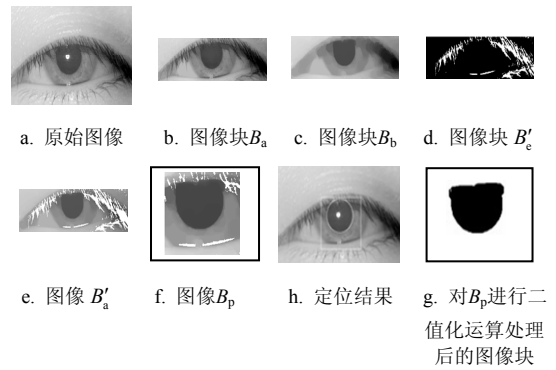 a. 原始图像
b. 图像块Ba
c. 图像块Bb
d. 图像块 B′e
e. 图像 B′a
f. 图像Bp
h. 定位结果
g. 对Bp进行二
值化运算处理
后的图像块